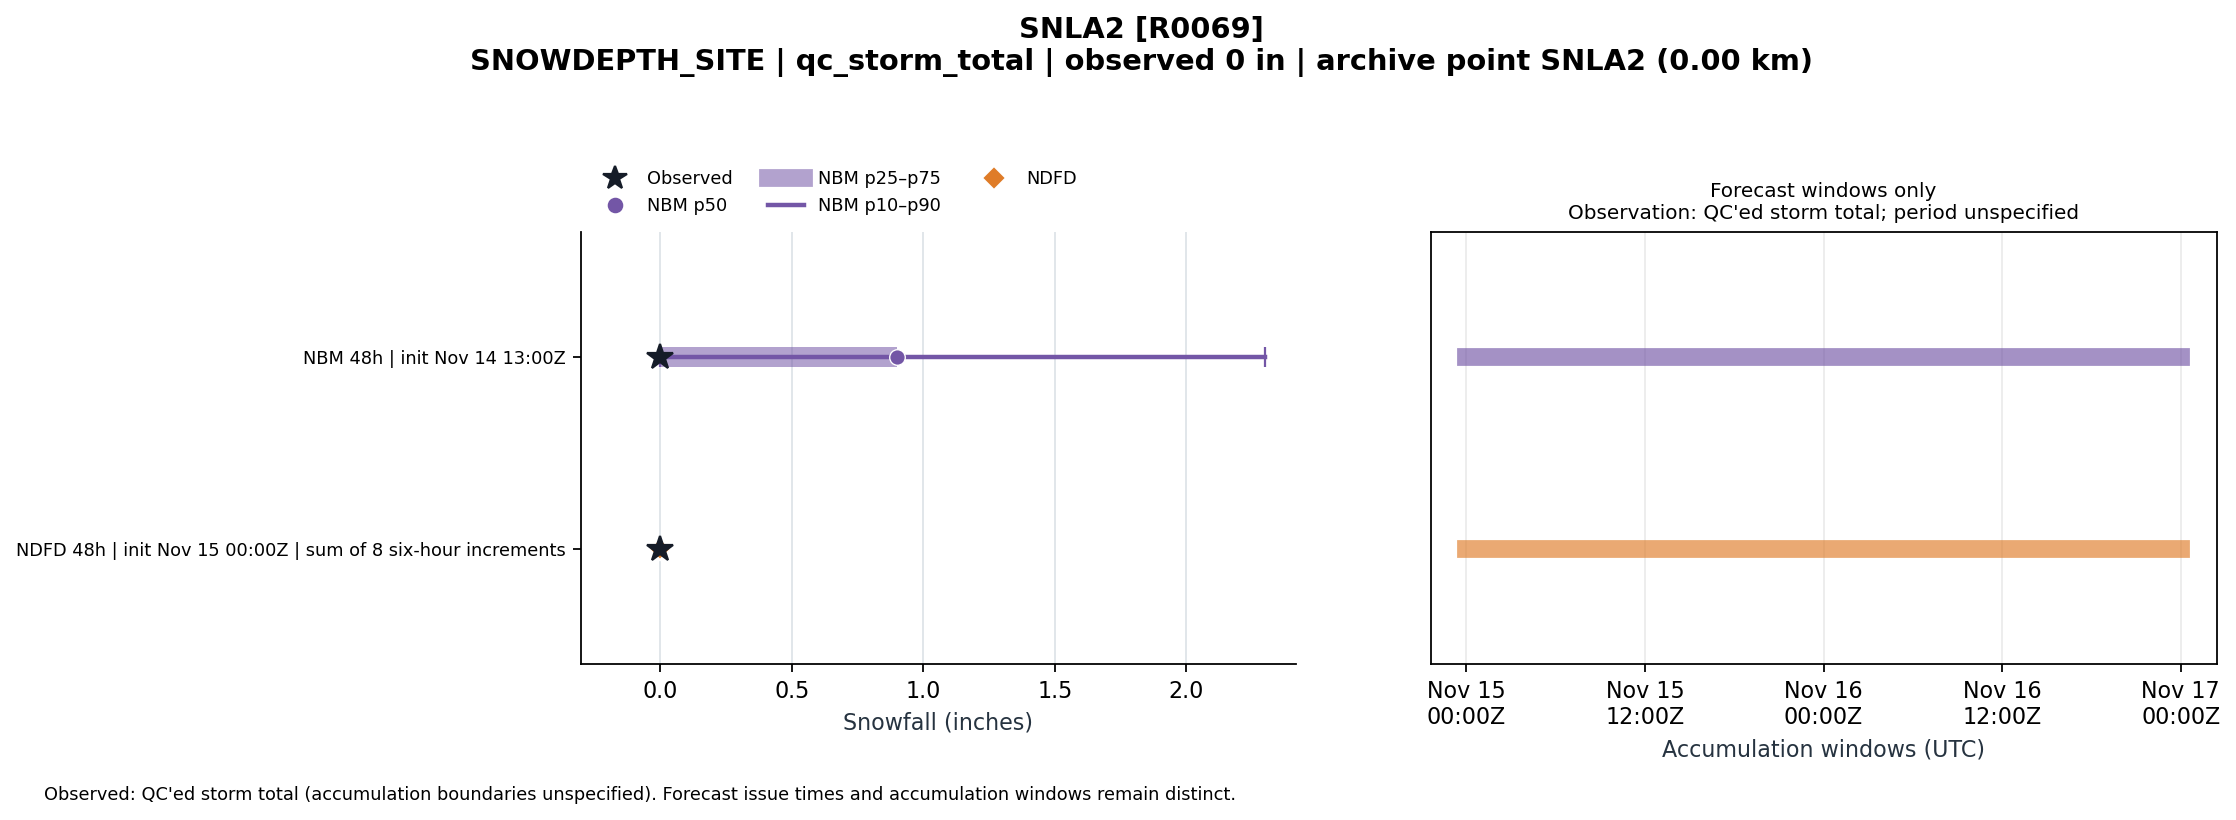 SNLA2 [R0069]
SNOWDEPTH_SITE | qc_storm_total | observed 0 in | archive point SNLA2 (0.00 km)
Observed
NBM p25–p75
NDFD
NBM p50
NBM p10–p90
Forecast windows only
Observation: QC'ed storm total; period unspecified
NBM 48h | init Nov 14 13:00Z
NDFD 48h | init Nov 15 00:00Z | sum of 8 six-hour increments
0.0
0.5
1.0
1.5
2.0
Snowfall (inches)
Nov 15
00:00Z
Nov 15
12:00Z
Nov 16
00:00Z
Nov 16
12:00Z
Nov 17
00:00Z
Accumulation windows (UTC)
Observed: QC'ed storm total (accumulation boundaries unspecified). Forecast issue times and accumulation windows remain distinct.